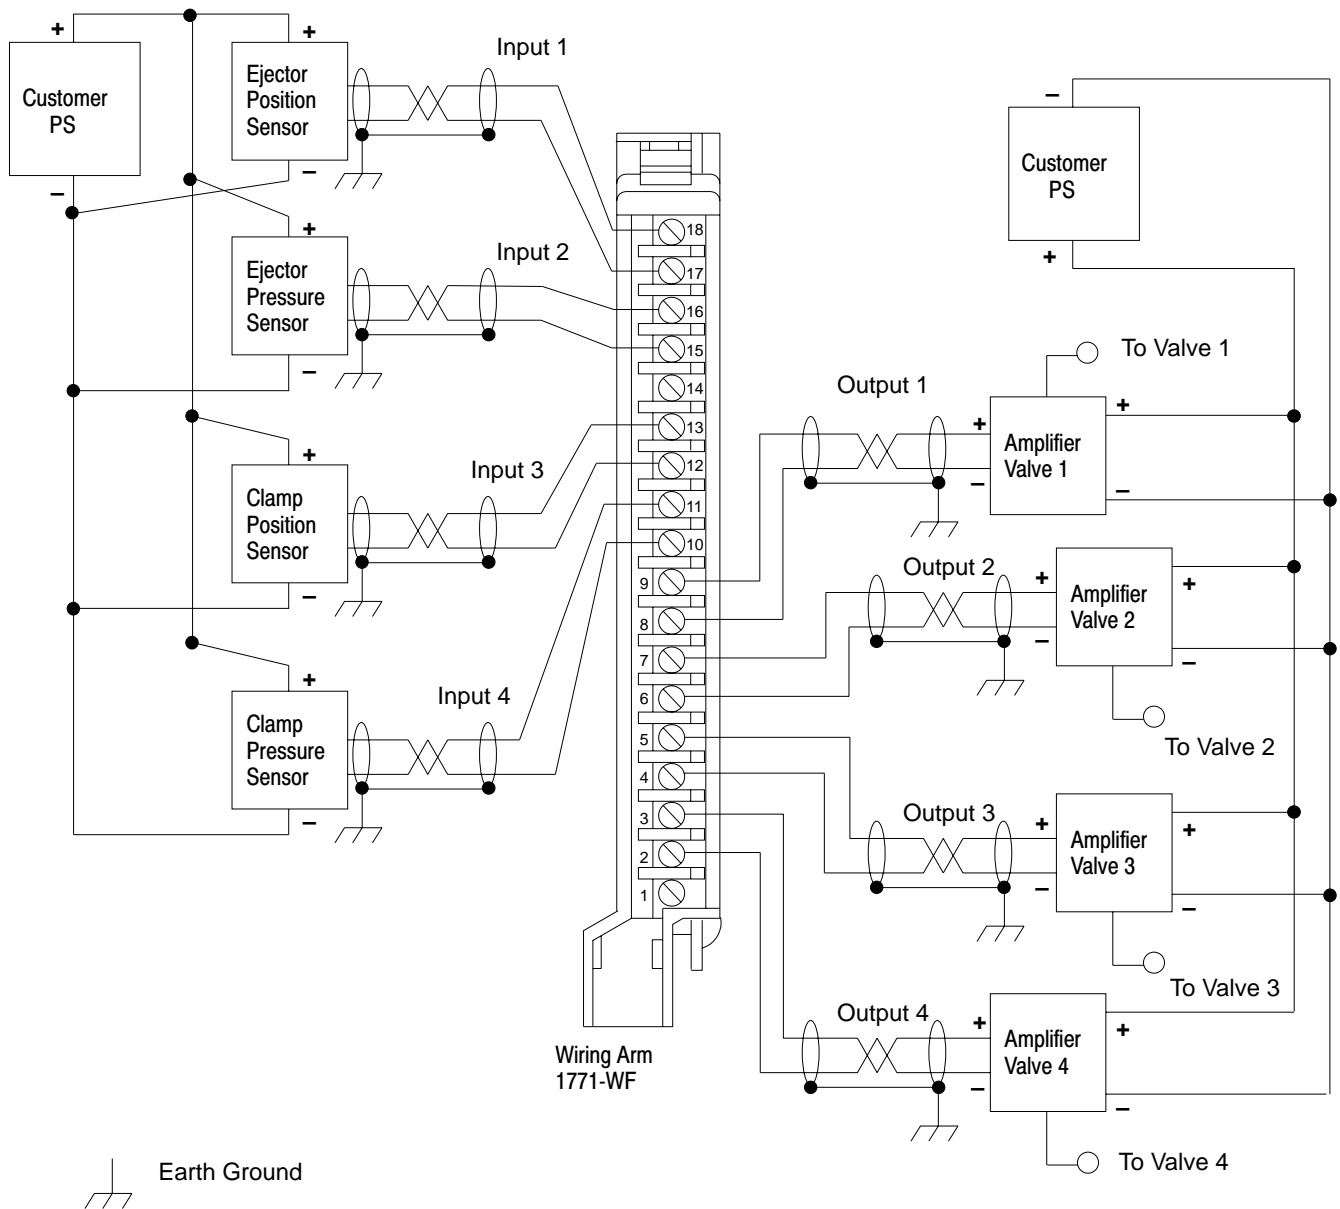 +
Customer
PS
–
+
Ejector
Position
Sensor
–
Input 1
+
Ejector
Pressure
Sensor
–
Input 2
+
Clamp
Position
Sensor
–
Input 3
+
Clamp
Pressure
Sensor
–
Input 4
18
17
16
15
14
13
12
11
10
9
8
7
6
5
4
3
2
1
Wiring Arm
1771-WF
–
Customer
PS
+
To Valve 1
Output 1
+
–
Amplifier
Valve 1
+
–
Output 2
+
–
Amplifier
Valve 2
+
–
To Valve 2
Output 3
+
–
Amplifier
Valve 3
+
–
To Valve 3
Output 4
+
–
Amplifier
Valve 4
+
–
To Valve 4
Earth Ground